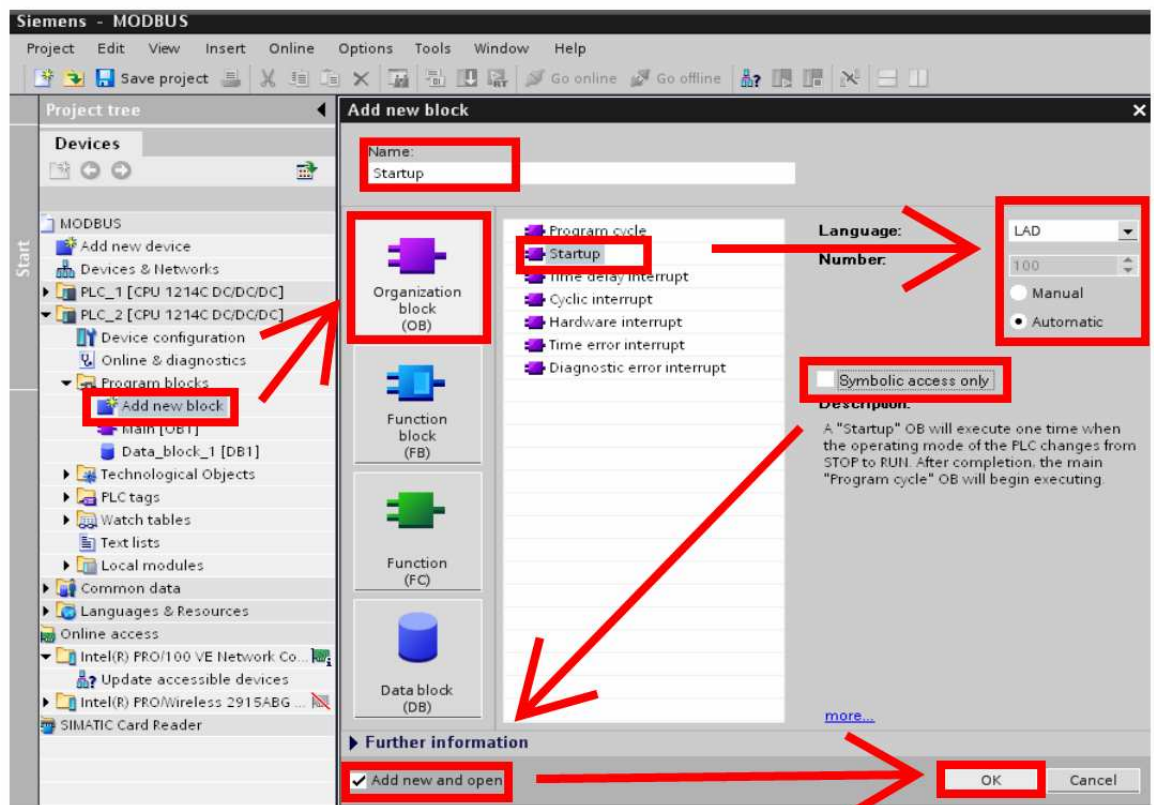 Siemens - MODBUS
Project Edit View Insert Online Options Tools Window Help
Save project Go online Go offline
Project tree
Devices
Start
MODBUS
Add new device
Devices & Networks
PLC_1 [CPU 1214C DC/DC/DC]
PLC_2 [CPU 1214C DC/DC/DC]
Device configuration
Online & diagnostics
Program blocks
Add new block
Main [OB1]
Data_block_1 [DB1]
Technological Objects
PLC tags
Watch tables
Text lists
Local modules
Common data
Languages & Resources
Online access
Intel(R) PRO/100 VE Network Co...
Update accessible devices
Intel(R) PRO/Wireless 2915ABG ...
SIMATIC Card Reader
Add new block
Name:
Startup
Organization
block
(OB)
Function
block
(FB)
Function
(FC)
Data block
(DB)
Program cycle
Startup
Time delay interrupt
Cyclic interrupt
Hardware interrupt
Time error interrupt
Diagnostic error interrupt
Language: LAD
Number: 100
Manual
Automatic
Symbolic access only
Description:
A "Startup" OB will execute one time when
the operating mode of the PLC changes from
STOP to RUN. After completion, the main
"Program cycle" OB will begin executing.
more...
Further information
Add new and open
OK Cancel